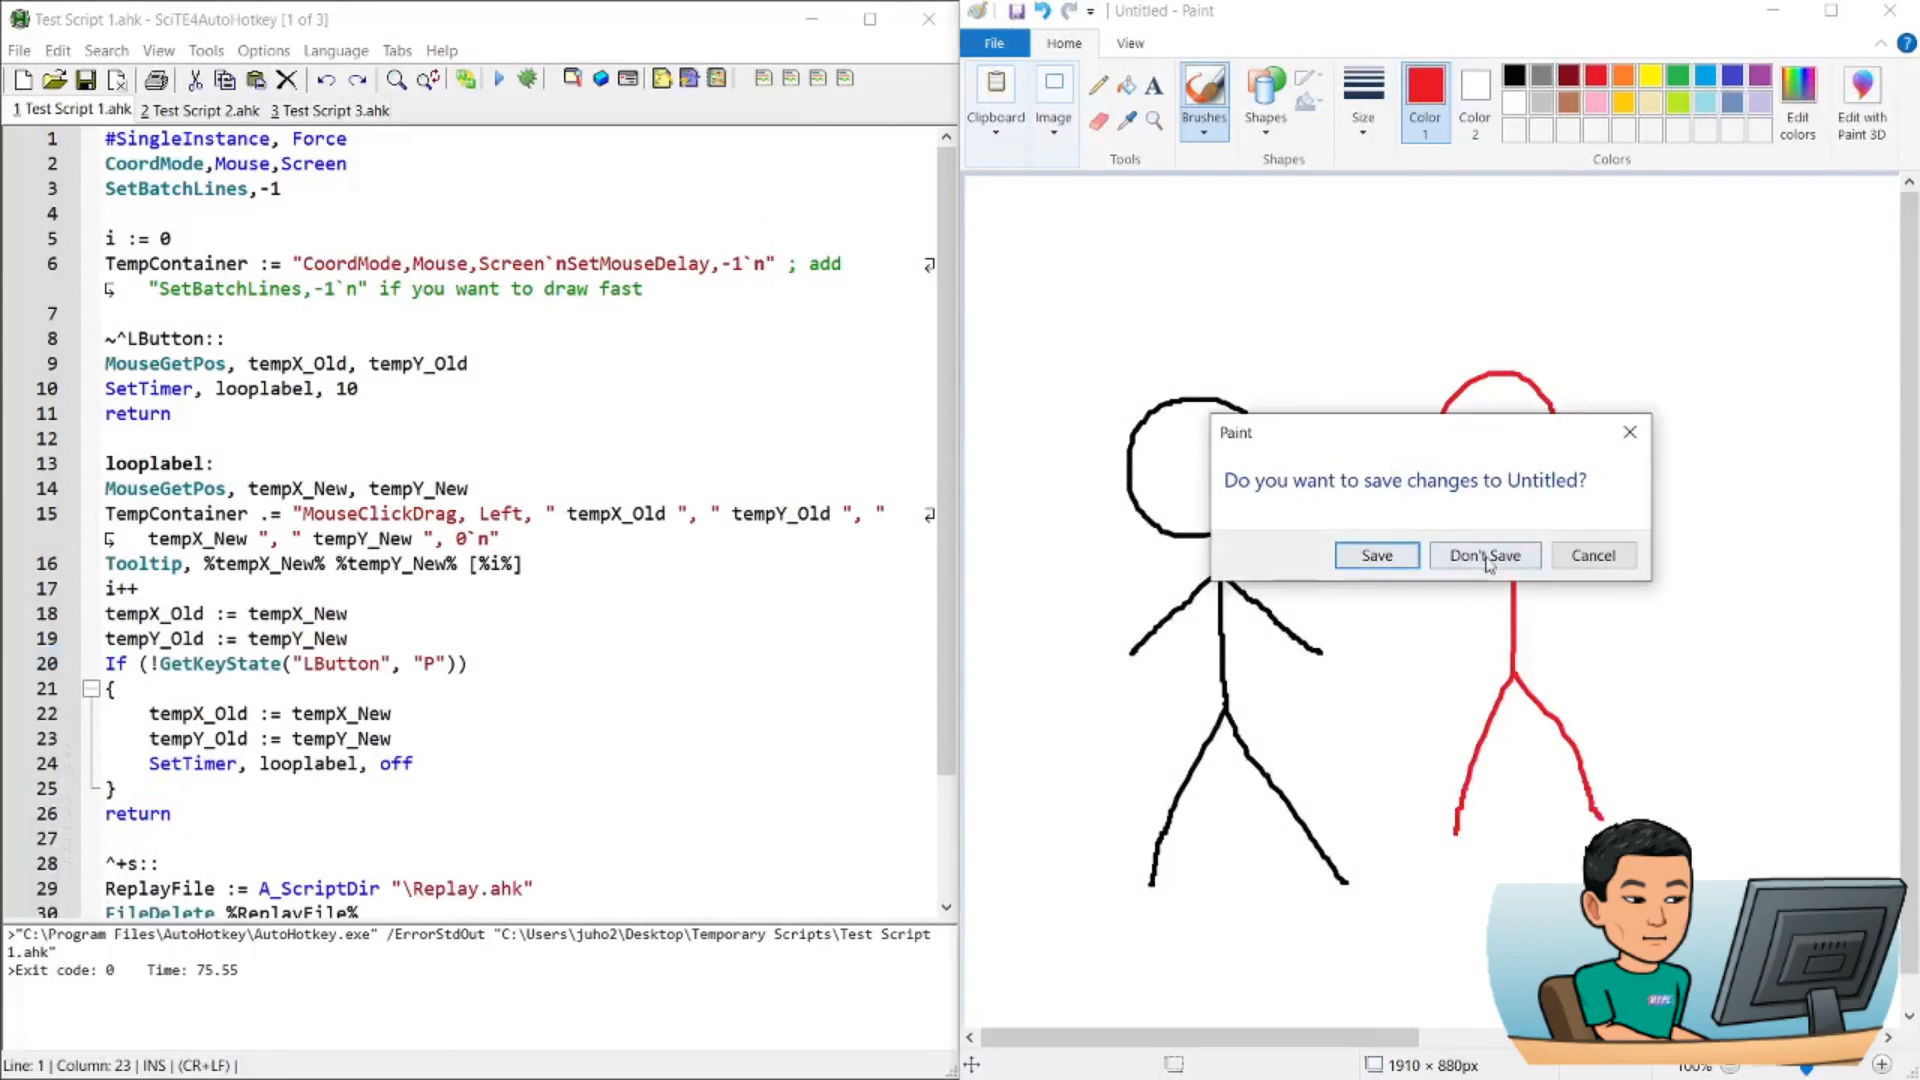 Test Script 1.ahk - SciTE4AutoHotkey [1 of 3]
File Edit Search View Tools Options Language Tabs Help
1 Test Script 1.ahk 2 Test Script 2.ahk 3 Test Script 3.ahk
1 #SingleInstance, Force
2 CoordMode,Mouse,Screen
3 SetBatchLines,-1
4
5 i := 0
6 TempContainer := "CoordMode,Mouse,Screen`nSetMouseDelay,-1`n" ; add
"SetBatchLines,-1`n" if you want to draw fast
7
8 ~^LButton::
9 MouseGetPos, tempX_Old, tempY_Old
10 SetTimer, looplabel, 10
11 return
12
13 looplabel:
14 MouseGetPos, tempX_New, tempY_New
15 TempContainer .= "MouseClickDrag, Left, " tempX_Old ", " tempY_Old ", "
tempX_New ", " tempY_New ", 0`n"
16 Tooltip, %tempX_New% %tempY_New% [%i%]
17 i++
18 tempX_Old := tempX_New
19 tempY_Old := tempY_New
20 If (!GetKeyState("LButton", "P"))
21 {
22 tempX_Old := tempX_New
23 tempY_Old := tempY_New
24 SetTimer, looplabel, off
25 }
26 return
27
28 ^+s::
29 ReplayFile := A_ScriptDir "\Replay.ahk"
30 FileDelete %ReplayFile%
>"C:\Program Files\AutoHotkey\AutoHotkey.exe" /ErrorStdOut "C:\Users\juho2\Desktop\Temporary Scripts\Test Script
1.ahk"
>Exit code: 0 Time: 75.55
Line: 1 | Column: 23 | INS | (CR+LF) |
Untitled - Paint
File Home View
Clipboard Image Brushes Shapes Size Color 1 Color 2 Edit colors Edit with Paint 3D
Tools Shapes Colors
Paint
Do you want to save changes to Untitled?
Save Don't Save Cancel
1910 × 880px
100%